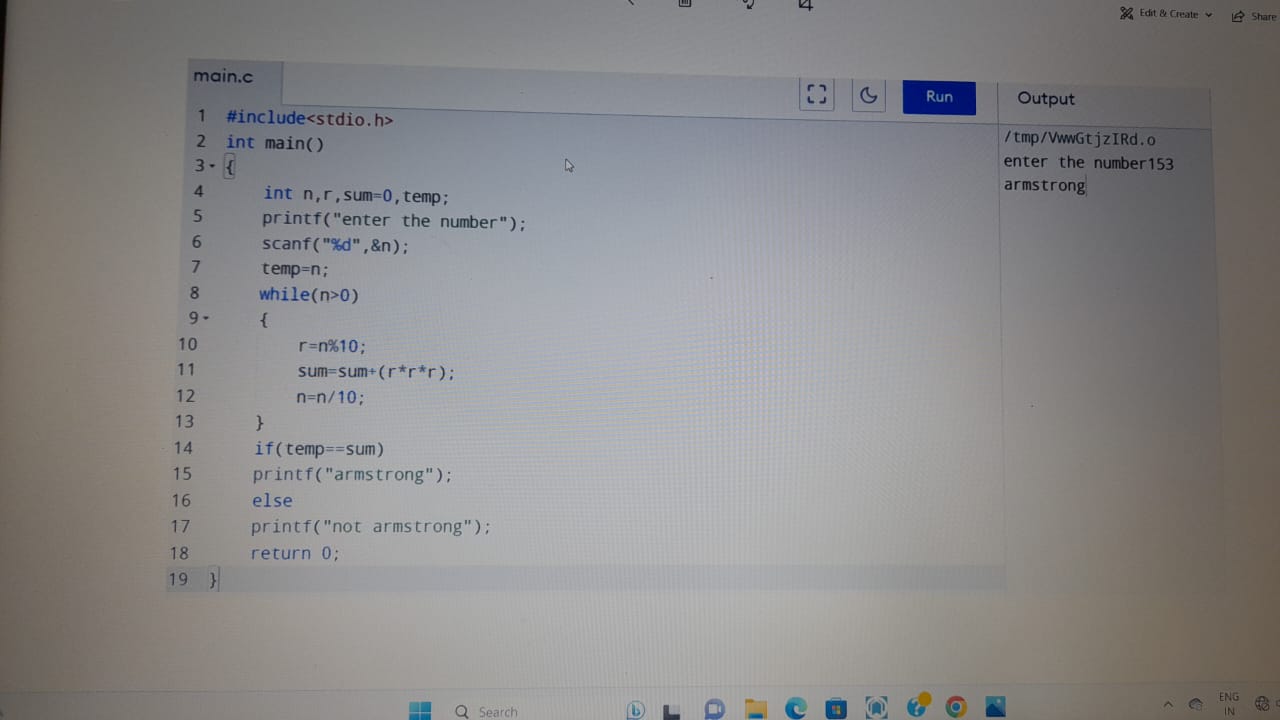 Edit & Create
Share
main.c
Run
Output
1 #include<stdio.h>
2 int main()
3 {
4 int n,r,sum=0,temp;
5 printf("enter the number");
6 scanf("%d",&n);
7 temp=n;
8 while(n>0)
9 {
10 r=n%10;
11 sum=sum+(r*r*r);
12 n=n/10;
13 }
14 if(temp==sum)
15 printf("armstrong");
16 else
17 printf("not armstrong");
18 return 0;
19 }
/tmp/VwwGtjzIRd.o
enter the number153
armstrong
Search
ENG
IN